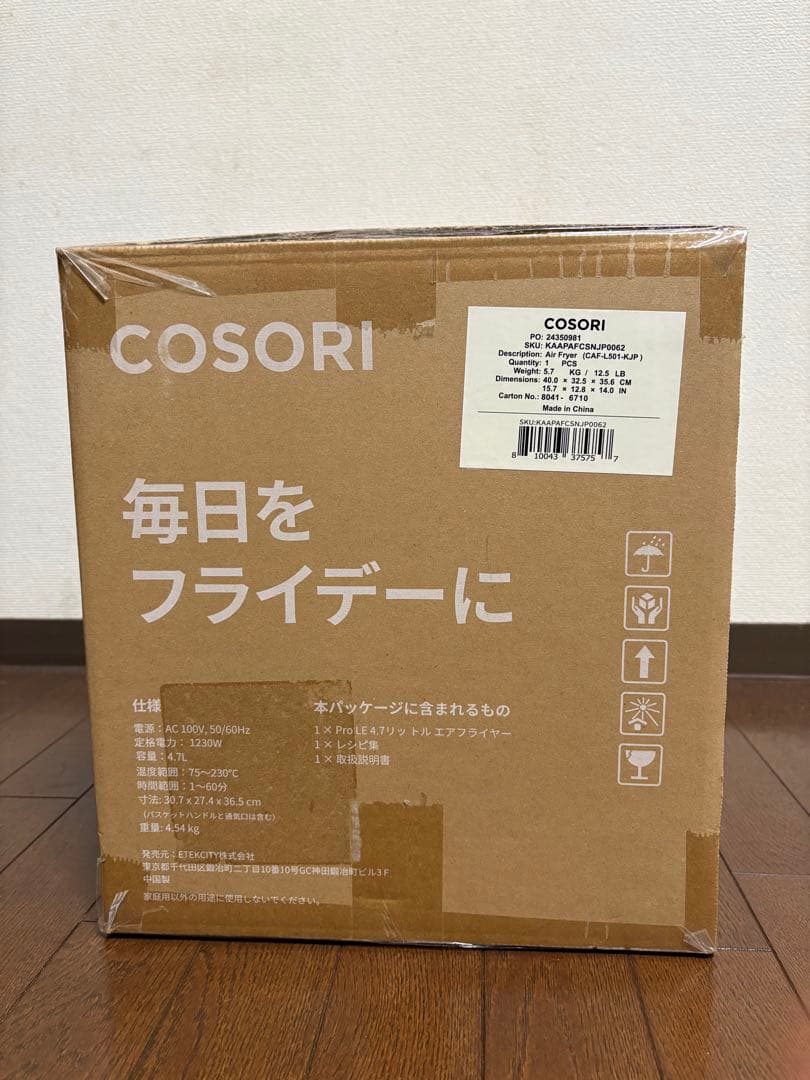 COSORI
COSORI
PO: 24350981
SKU: KAAPAFCSNJP0062
Description: Air Fryer (CAF-L501-KJP )
Quantity: 1 PCS
Weight: 5.7 KG / 12.5 LB
Dimensions: 40.0 × 32.5 × 35.6 CM
15.7 × 12.8 × 14.0 IN
Carton No.: 8041- 6710
Made in China
SKU:KAAPAFCSNJP0062
8 10043 37575 7
毎日を
フライデーに
仕様
電源：AC 100V, 50/60Hz
定格電力： 1230W
容量：4.7L
温度範囲：75～230°C
時間範囲：1～60分
寸法: 30.7 x 27.4 x 36.5 cm
（バスケットハンドルと通気口は含む）
重量: 4.54 kg
本パッケージに含まれるもの
1 × Pro LE 4.7リットル エアフライヤー
1 × レシピ集
1 × 取扱説明書
発売元：ETEKCITY株式会社
東京都千代田区鍛冶町二丁目10番10号GC神田鍛冶町ビル3F
中国製
家庭用以外の用途に使用しないでください。